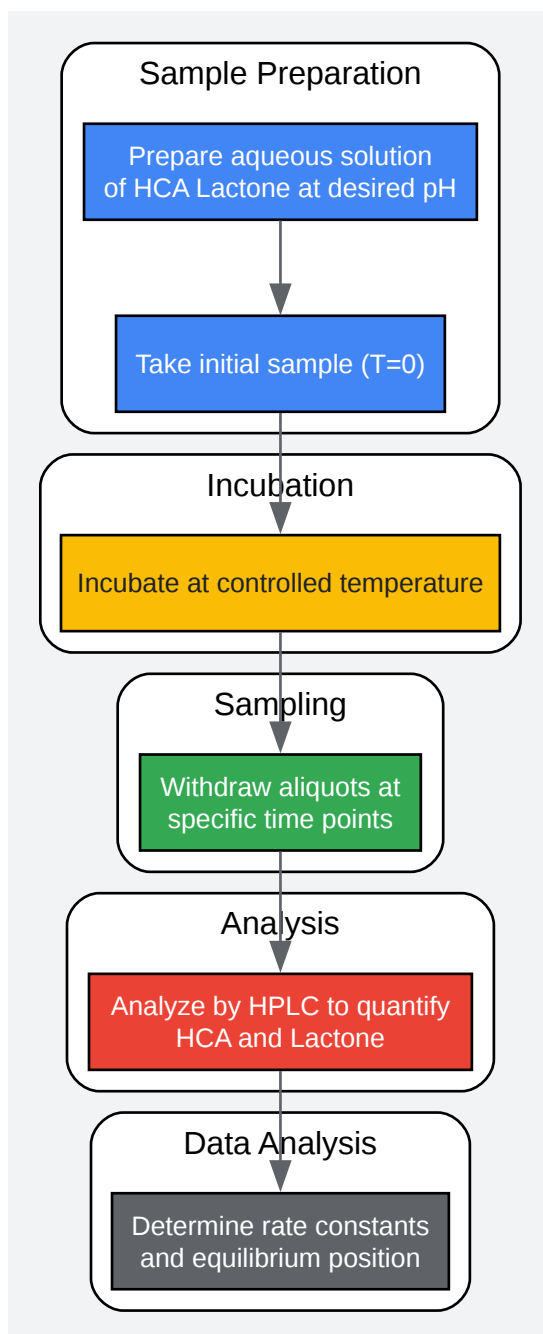 Sample Preparation
Prepare aqueous solution
of HCA Lactone at desired pH
Take initial sample (T=0)
Incubation
Incubate at controlled temperature
Sampling
Withdraw aliquots at
specific time points
Analysis
Analyze by HPLC to quantify
HCA and Lactone
Data Analysis
Determine rate constants
and equilibrium position